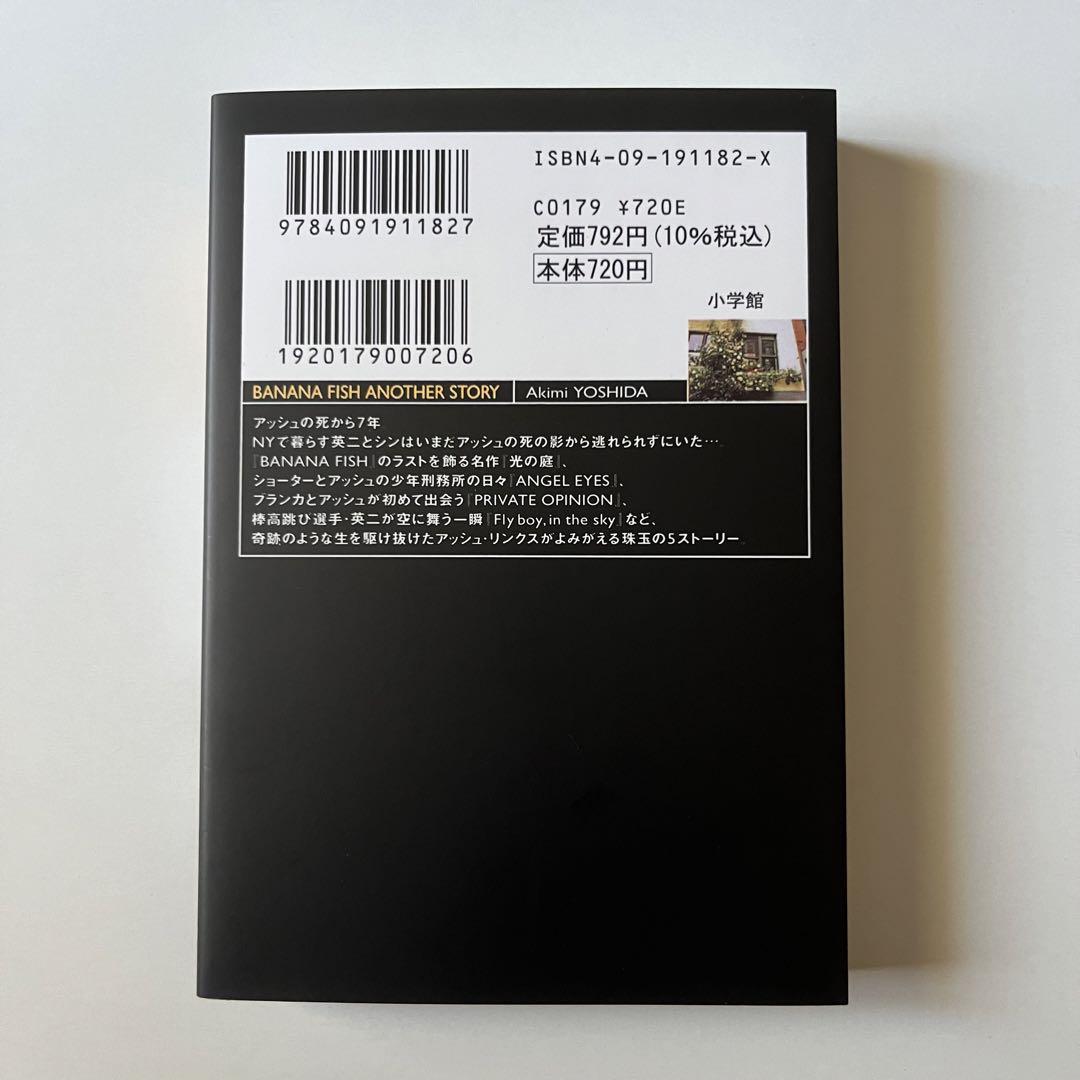 9784091911827
ISBN4-09-191182-X
C0179 ¥720E
定価792円(10%税込)
本体720円
1920179007206
小学館
BANANA FISH ANOTHER STORY
Akimi YOSHIDA
アッシュの死から7年
NYで暮らす英二とシンはいまだアッシュの死の影から逃れられずにいた…。
『BANANA FISH』のラストを飾る名作『光の庭』、
ショーターとアッシュの少年刑務所の日々『ANGEL EYES』、
ブランカとアッシュが初めて出会う『PRIVATE OPINION』、
棒高跳び選手・英二が空に舞う一瞬『Fly boy, in the sky』など、
奇跡のような生を駆け抜けたアッシュ・リンクスがよみがえる珠玉の5ストーリー。